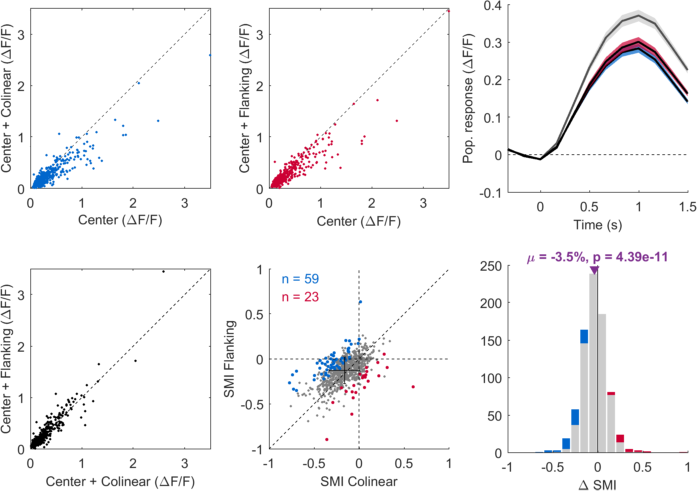 Center + Colinear (ΔF/F)
3
2
1
0
0 1 2 3
Center (ΔF/F)
Center + Flanking (ΔF/F)
3
2
1
0
0 1 2 3
Center (ΔF/F)
Pop. response (ΔF/F)
0.4
0.3
0.2
0.1
0
-0.1
0 0.5 1.0 1.5
Time (s)
Center + Flanking (ΔF/F)
3
2
1
0
0 1 2 3
Center + Colinear (ΔF/F)
SMI Flanking
1
0.5
0
-0.5
-1
n = 59
n = 23
-1 -0.5 0 0.5 1
SMI Colinear
μ = -3.5%, p = 4.39e-11
250
200
150
100
50
0
-1 -0.5 0 0.5 1
Δ SMI